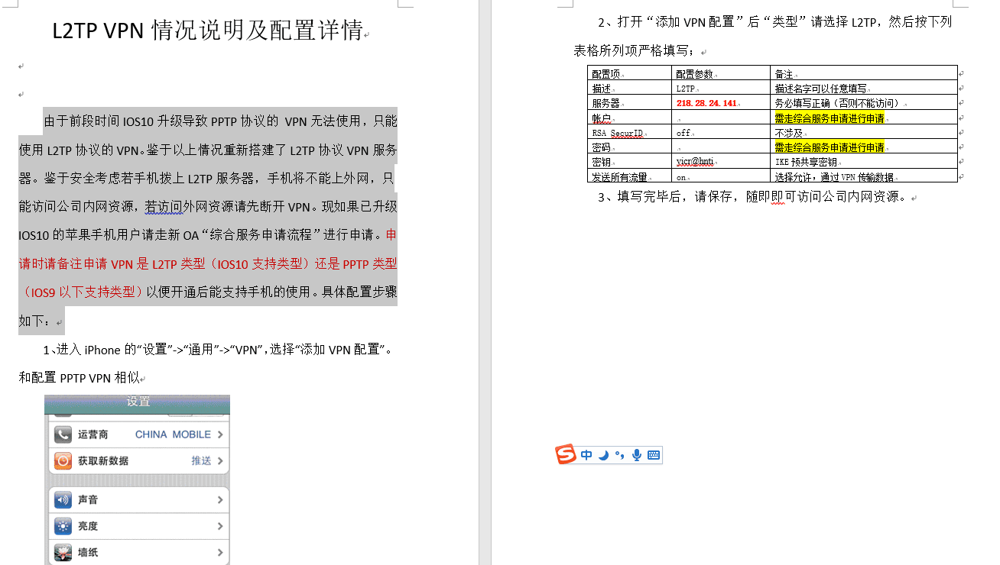 L2TP VPN 情况说明及配置详情
由于前段时间 IOS10 升级导致 PPTP 协议的 VPN 无法使用，只能
使用 L2TP 协议的 VPN。鉴于以上情况重新搭建了 L2TP 协议 VPN 服务
器。鉴于安全考虑若手机拨上 L2TP 服务器，手机将不能上外网，只
能访问公司内网资源，若访问外网资源请先断开 VPN。现如果已升级
IOS10 的苹果手机用户请走新 OA“综合服务申请流程”进行申请。申
请时请备注申请 VPN 是 L2TP 类型（IOS10 支持类型）还是 PPTP 类型
（IOS9 以下支持类型）以便开通后能支持手机的使用。具体配置步骤
如下：
1、进入 iPhone 的“设置”->“通用”->“VPN”，选择“添加 VPN 配置”。
和配置 PPTP VPN 相似
设置
运营商 CHINA MOBILE
获取新数据 推送
声音
亮度
墙纸
2、打开“添加 VPN 配置”后“类型”请选择 L2TP，然后按下列
表格所列项严格填写；
配置项 配置参数 备注
描述 L2TP 描述名字可以任意填写
服务器 218.28.24.141 务必填写正确（否则不能访问）
帐户 需走综合服务申请进行申请
RSA SecurID off 不涉及
密码 需走综合服务申请进行申请
密钥 yicr@hnti IKE 预共享密钥
发送所有流量 on 选择允许，通过 VPN 传输数据
3、填写完毕后，请保存，随即即可访问公司内网资源。
S 中